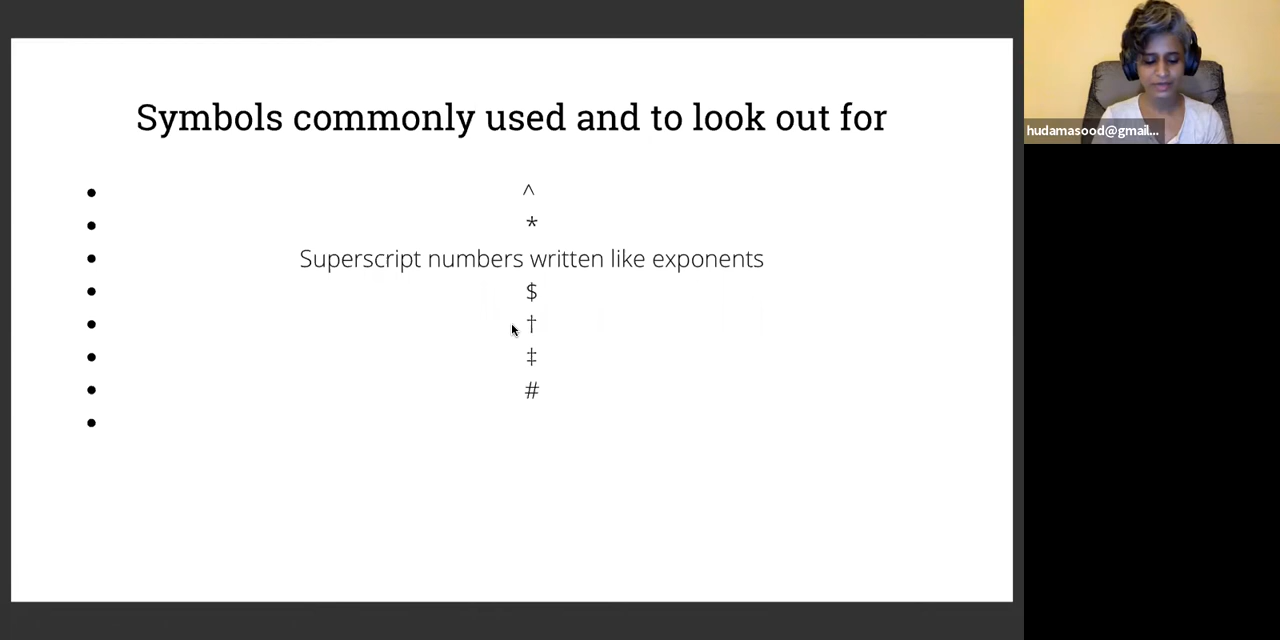 Symbols commonly used and to look out for
^
*
Superscript numbers written like exponents
$
†
‡
#
hudamasood@gmail...